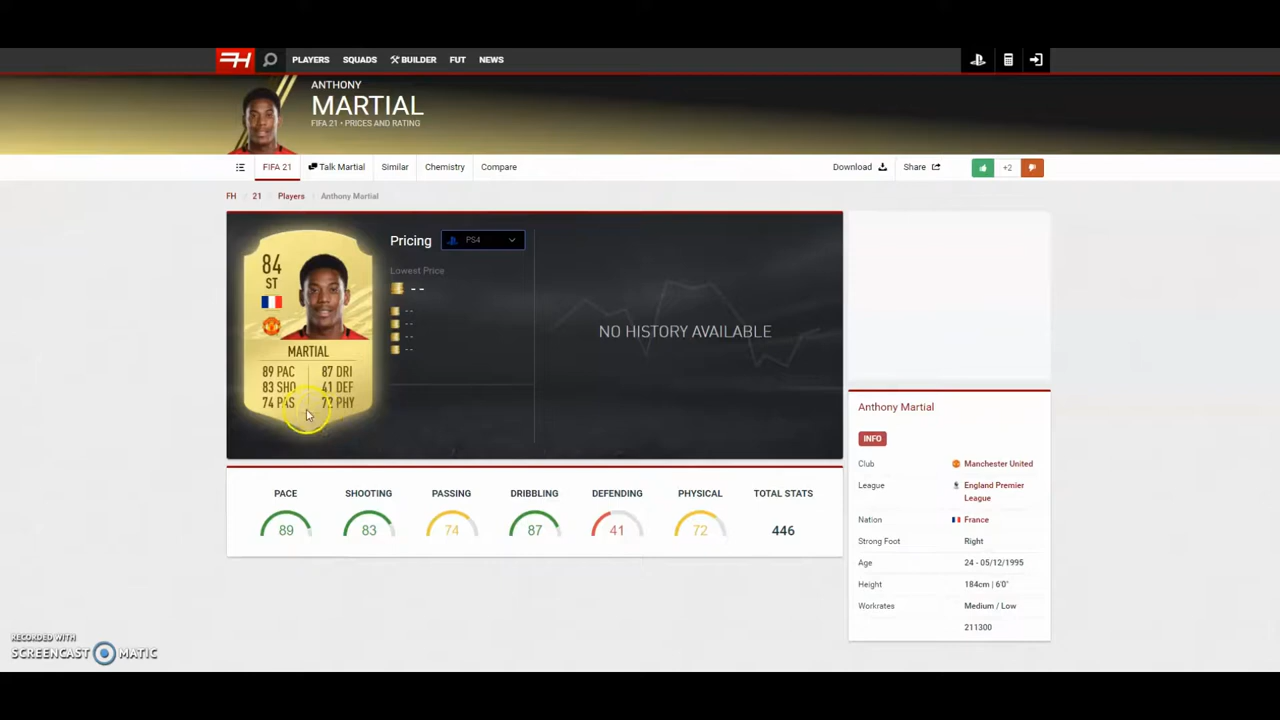 FH PLAYERS SQUADS BUILDER FUT NEWS
ANTHONY
MARTIAL
FIFA 21 • PRICES AND RATING
FIFA 21 Talk Martial Similar Chemistry Compare Download Share +2
FH 21 Players Anthony Martial
84
ST
MARTIAL
89 PAC 87 DRI
83 SHO 41 DEF
74 PAS 72 PHY
Pricing PS4
Lowest Price
--
--
--
--
--
NO HISTORY AVAILABLE
PACE SHOOTING PASSING DRIBBLING DEFENDING PHYSICAL TOTAL STATS
89 83 74 87 41 72 446
Anthony Martial
INFO
Club Manchester United
League England Premier
League
Nation France
Strong Foot Right
Age 24 - 05/12/1995
Height 184cm | 6'0"
Workrates Medium / Low
211300
RECORDED WITH
SCREENCAST MATIC